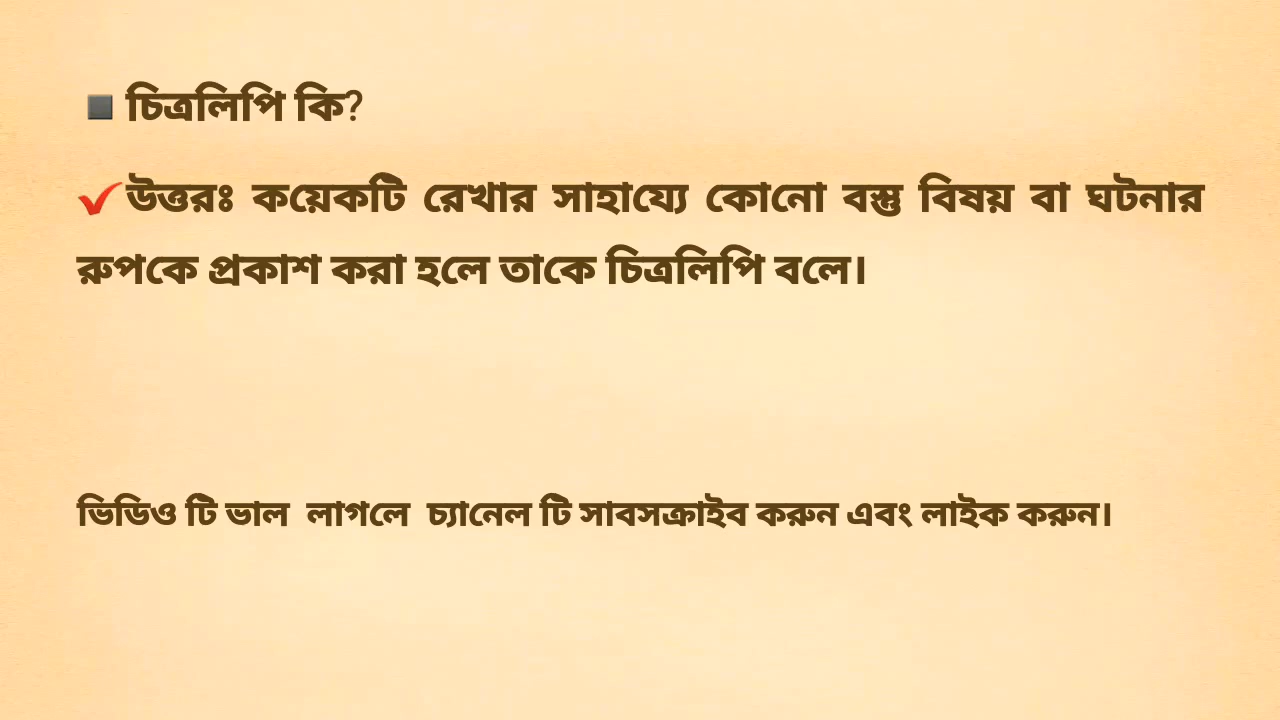 ▪ চিত্রলিপি কি?
✔উত্তরঃ কয়েকটি রেখার সাহায্যে কোনো বস্তু বিষয় বা ঘটনার
রুপকে প্রকাশ করা হলে তাকে চিত্রলিপি বলে।
ভিডিও টি ভাল লাগলে চ্যানেল টি সাবসক্রাইব করুন এবং লাইক করুন।